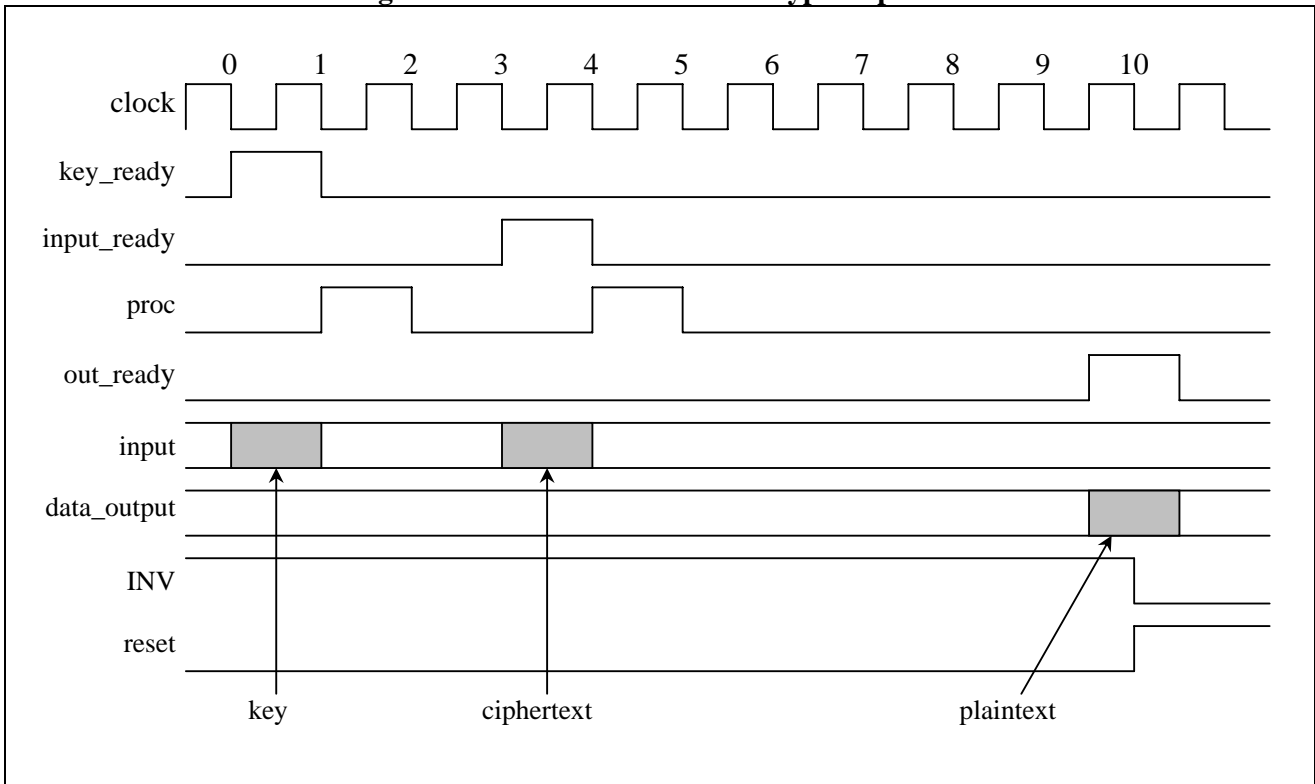 0 1 2 3 4 5 6 7 8 9 10
clock
key_ready
input_ready
proc
out_ready
input
data_output
INV
reset
key ciphertext plaintext